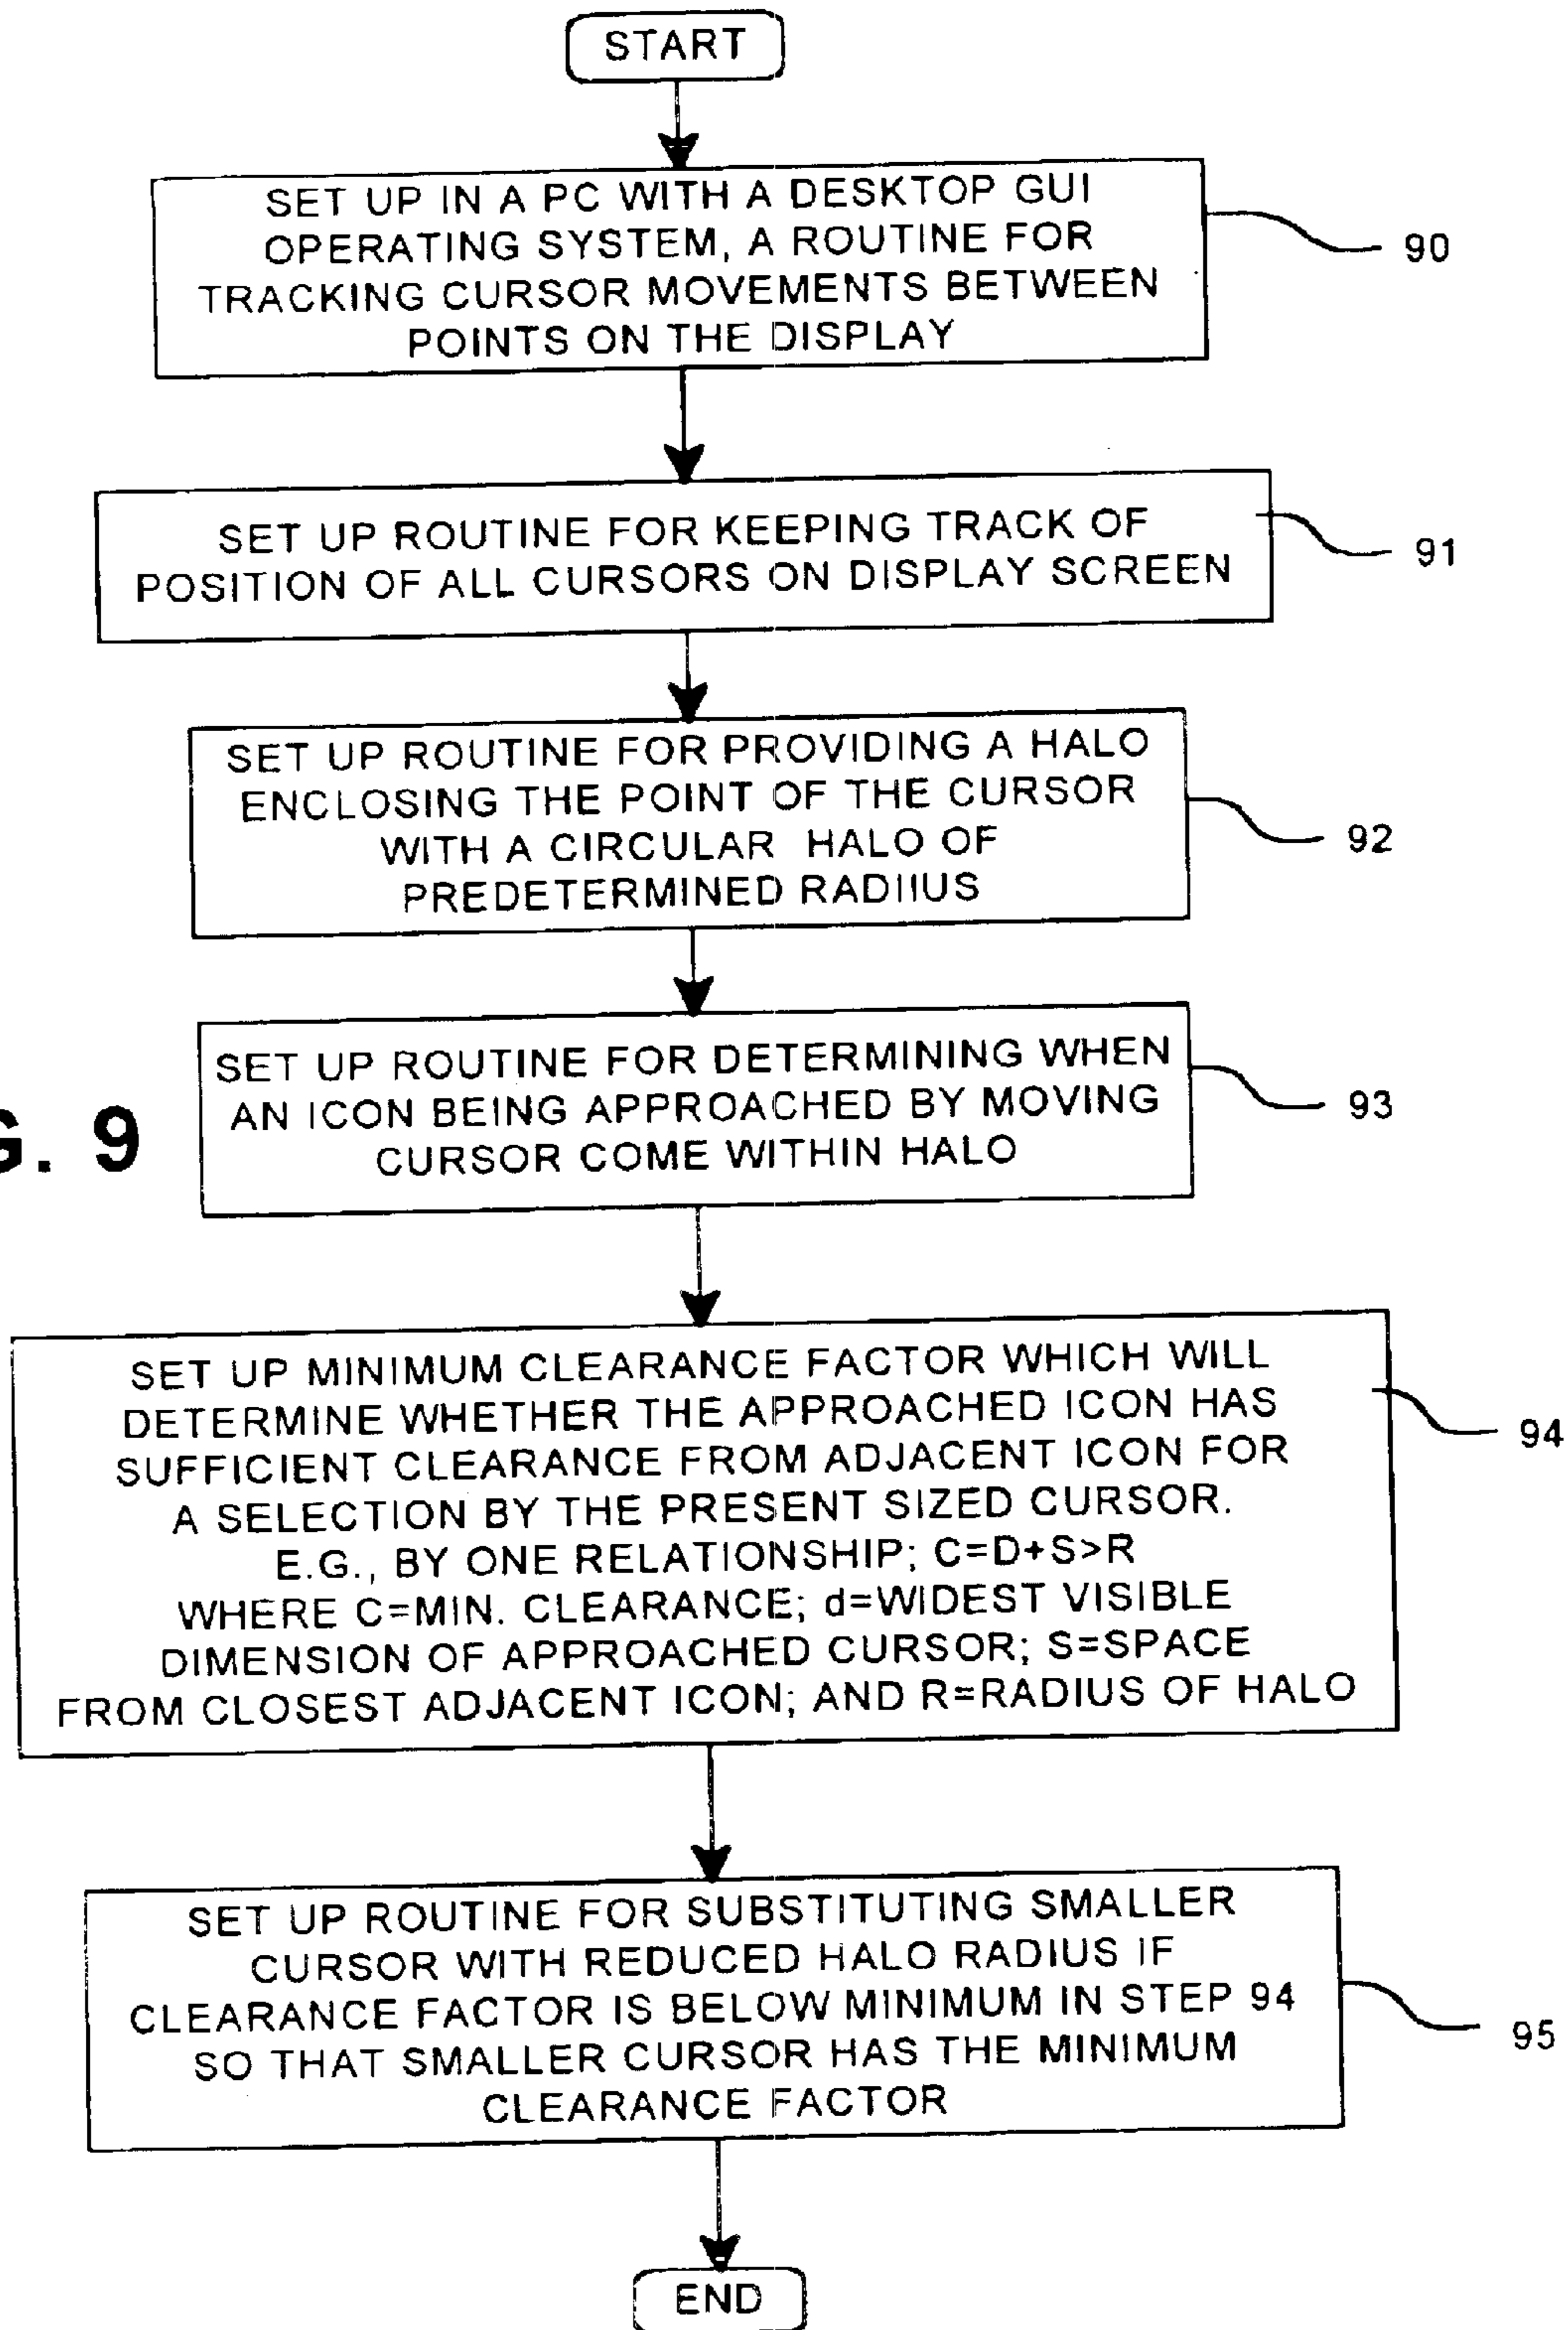 START
SET UP IN A PC WITH A DESKTOP GUI
OPERATING SYSTEM, A ROUTINE FOR
TRACKING CURSOR MOVEMENTS BETWEEN
POINTS ON THE DISPLAY
90
SET UP ROUTINE FOR KEEPING TRACK OF
POSITION OF ALL CURSORS ON DISPLAY SCREEN
91
SET UP ROUTINE FOR PROVIDING A HALO
ENCLOSING THE POINT OF THE CURSOR
WITH A CIRCULAR HALO OF
PREDETERMINED RADIIUS
92
G. 9
SET UP ROUTINE FOR DETERMINING WHEN
AN ICON BEING APPROACHED BY MOVING
CURSOR COME WITHIN HALO
93
SET UP MINIMUM CLEARANCE FACTOR WHICH WILL
DETERMINE WHETHER THE APPROACHED ICON HAS
SUFFICIENT CLEARANCE FROM ADJACENT ICON FOR
A SELECTION BY THE PRESENT SIZED CURSOR.
E.G., BY ONE RELATIONSHIP; C=D+S>R
WHERE C=MIN. CLEARANCE; d=WIDEST VISIBLE
DIMENSION OF APPROACHED CURSOR; S=SPACE
FROM CLOSEST ADJACENT ICON; AND R=RADIUS OF HALO
94
SET UP ROUTINE FOR SUBSTITUTING SMALLER
CURSOR WITH REDUCED HALO RADIUS IF
CLEARANCE FACTOR IS BELOW MINIMUM IN STEP 94
SO THAT SMALLER CURSOR HAS THE MINIMUM
CLEARANCE FACTOR
95
END